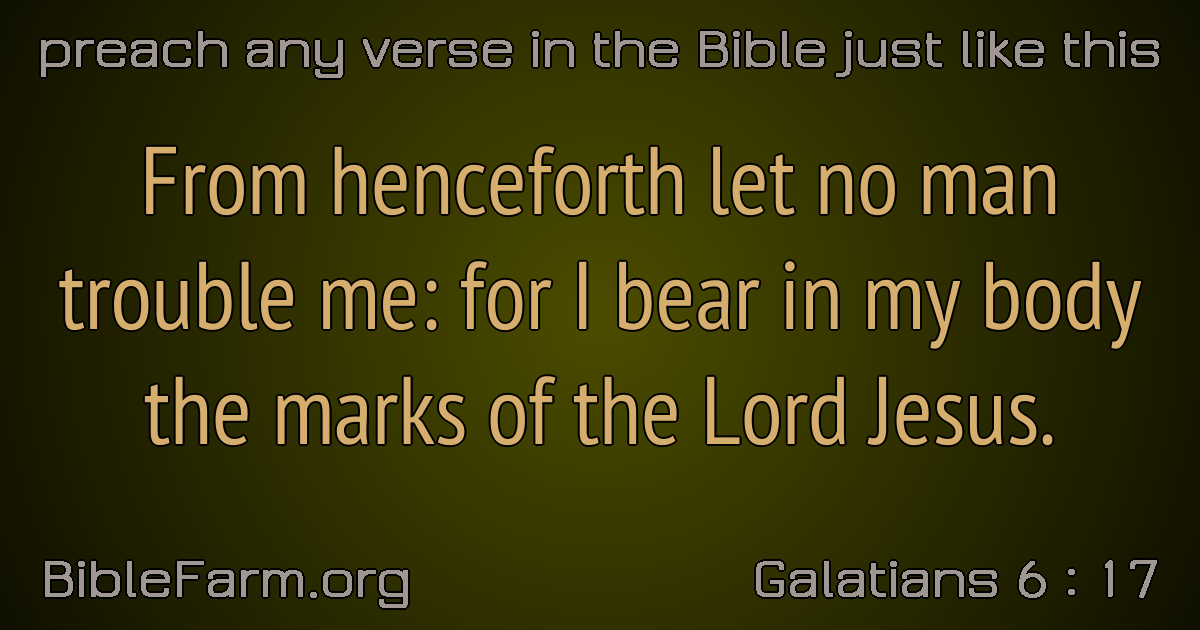 preach any verse in the Bible just like this
From henceforth let no man
trouble me: for I bear in my body
the marks of the Lord Jesus.
BibleFarm.org
Galatians 6 : 17